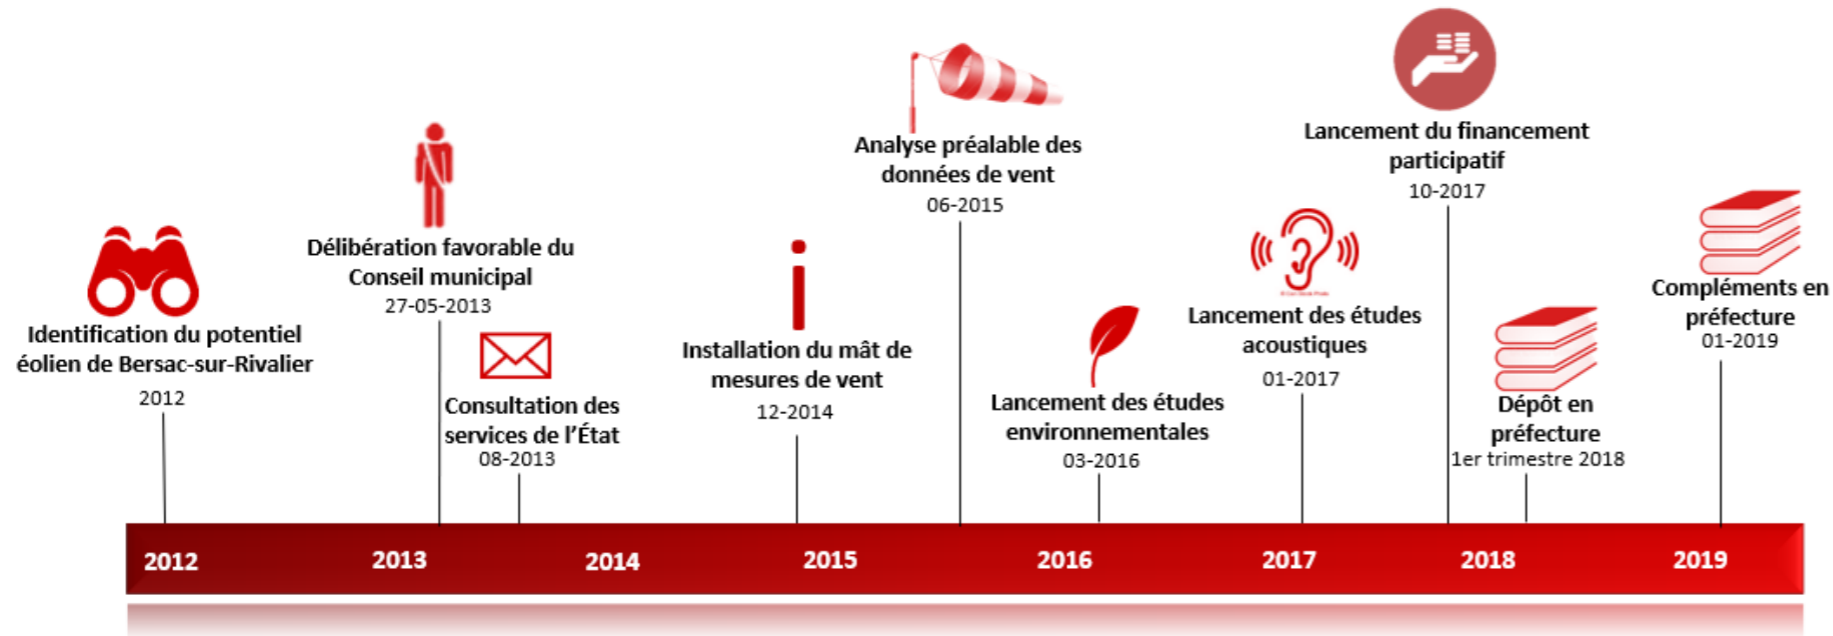 Identification du potentiel
éolien de Bersac-sur-Rivalier
2012
Délibération favorable du
Conseil municipal
27-05-2013
Consultation des
services de l'État
08-2013
Installation du mât de
mesures de vent
12-2014
Analyse préalable des
données de vent
06-2015
Lancement des études
environnementales
03-2016
Lancement des études
acoustiques
01-2017
Lancement du financement
participatif
10-2017
Dépôt en
préfecture
1er trimestre 2018
Compléments en
préfecture
01-2019
2012
2013
2014
2015
2016
2017
2018
2019